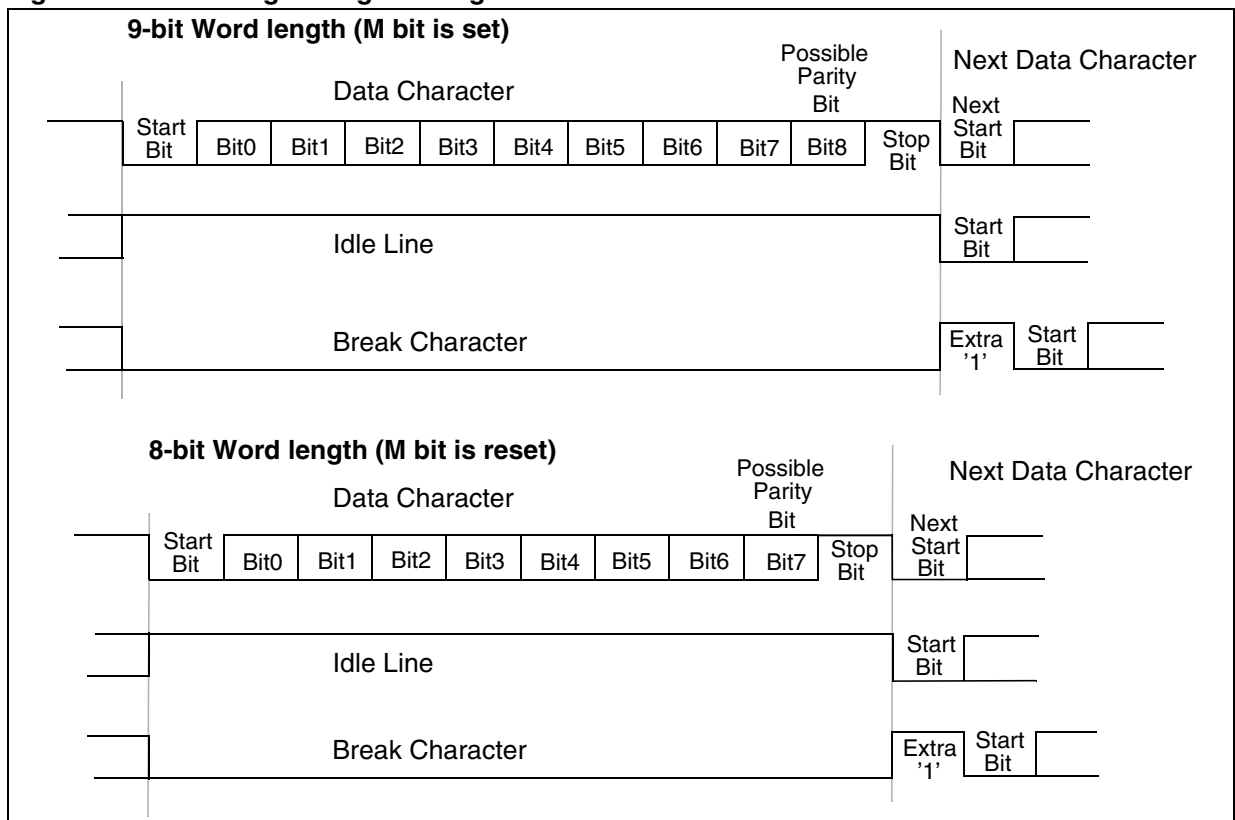 9-bit Word length (M bit is set)
Possible
Parity
Bit
Next Data Character
Data Character
Next
Start
Bit
Start
Bit
Bit0 Bit1 Bit2 Bit3 Bit4 Bit5 Bit6 Bit7 Bit8
Stop
Bit
Idle Line
Start
Bit
Break Character
Extra
'1'
Start
Bit
8-bit Word length (M bit is reset)
Possible
Parity
Bit
Next Data Character
Data Character
Next
Start
Bit
Start
Bit
Bit0 Bit1 Bit2 Bit3 Bit4 Bit5 Bit6 Bit7
Stop
Bit
Idle Line
Start
Bit
Break Character
Extra
'1'
Start
Bit